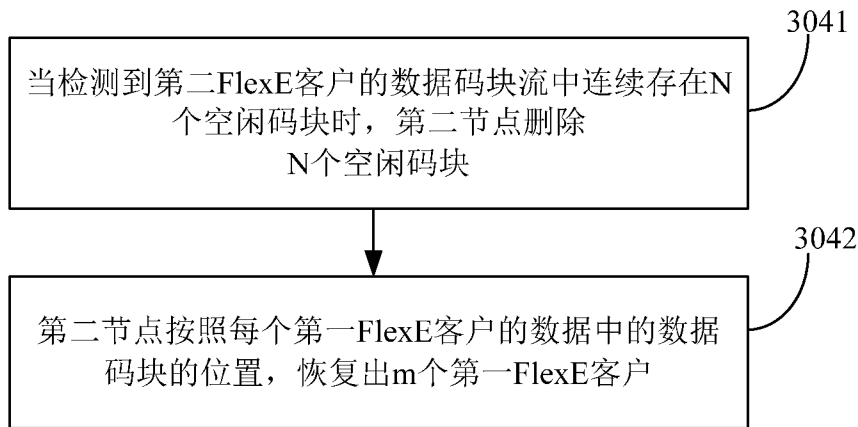 3041
当检测到第二FlexE客户的数据码块流中连续存在N
个空闲码块时，第二节点删除
N个空闲码块
3042
第二节点按照每个第一FlexE客户的数据中的数据
码块的位置，恢复出m个第一FlexE客户